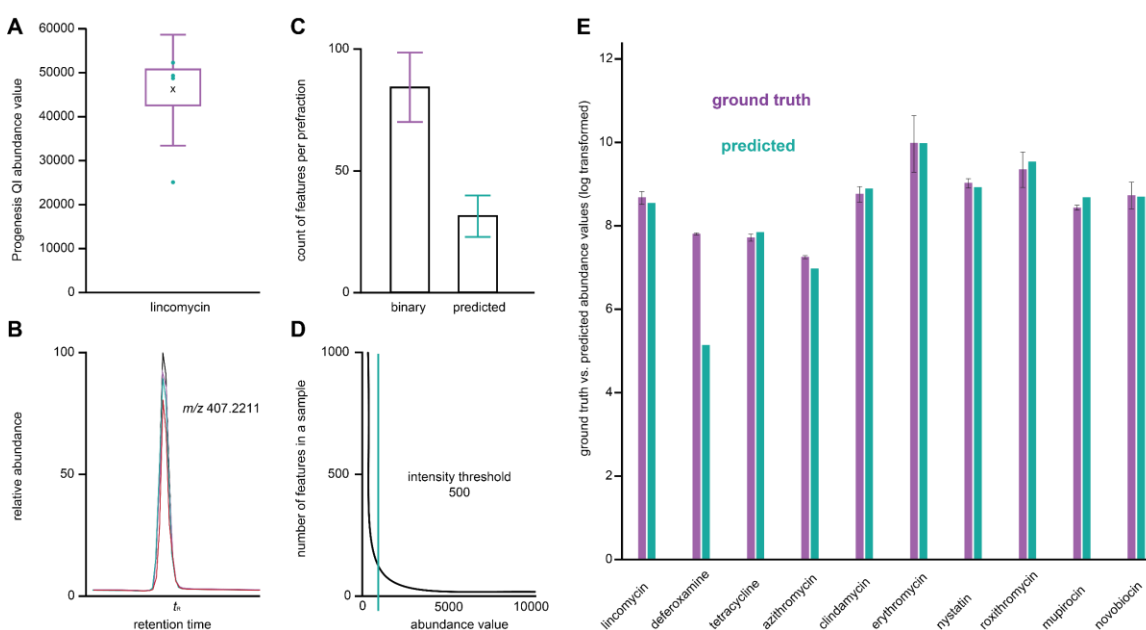 A
Progenesis QI abundance value
60000
50000
40000
30000
20000
10000
0
x
lincomycin
B
relative abundance
100
50
0
m/z 407.2211
tR
retention time
C
count of features per prefraction
100
50
0
binary
predicted
D
number of features in a sample
1000
500
0
intensity threshold
500
0
5000
10000
abundance value
E
ground truth vs. predicted abundance values (log transformed)
12
10
8
6
4
2
0
ground truth
predicted
lincomycin
deferoxamine
tetracycline
azithromycin
clindamycin
erythromycin
nystatin
roxithromycin
mupirocin
novobiocin